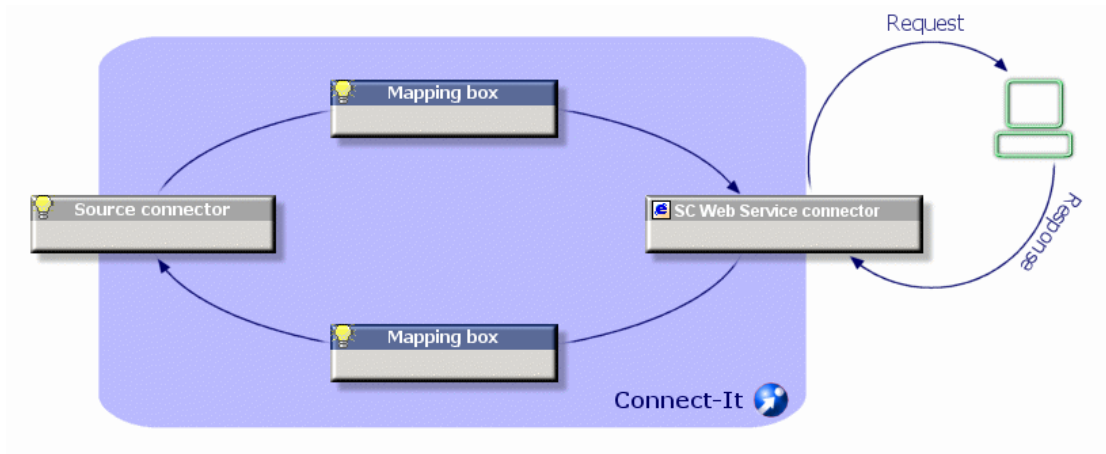 Request
Mapping box
Source connector
SC Web Service connector
Response
Mapping box
Connect-It